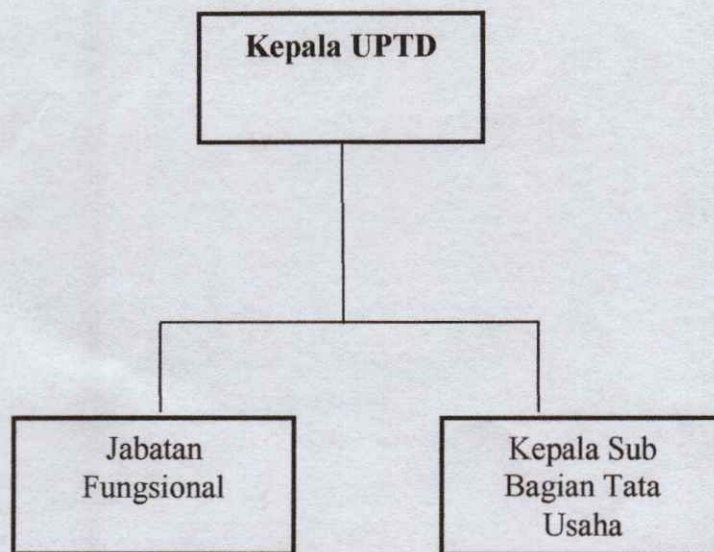 Kepala UPTD
Jabatan
Fungsional
Kepala Sub
Bagian Tata
Usaha